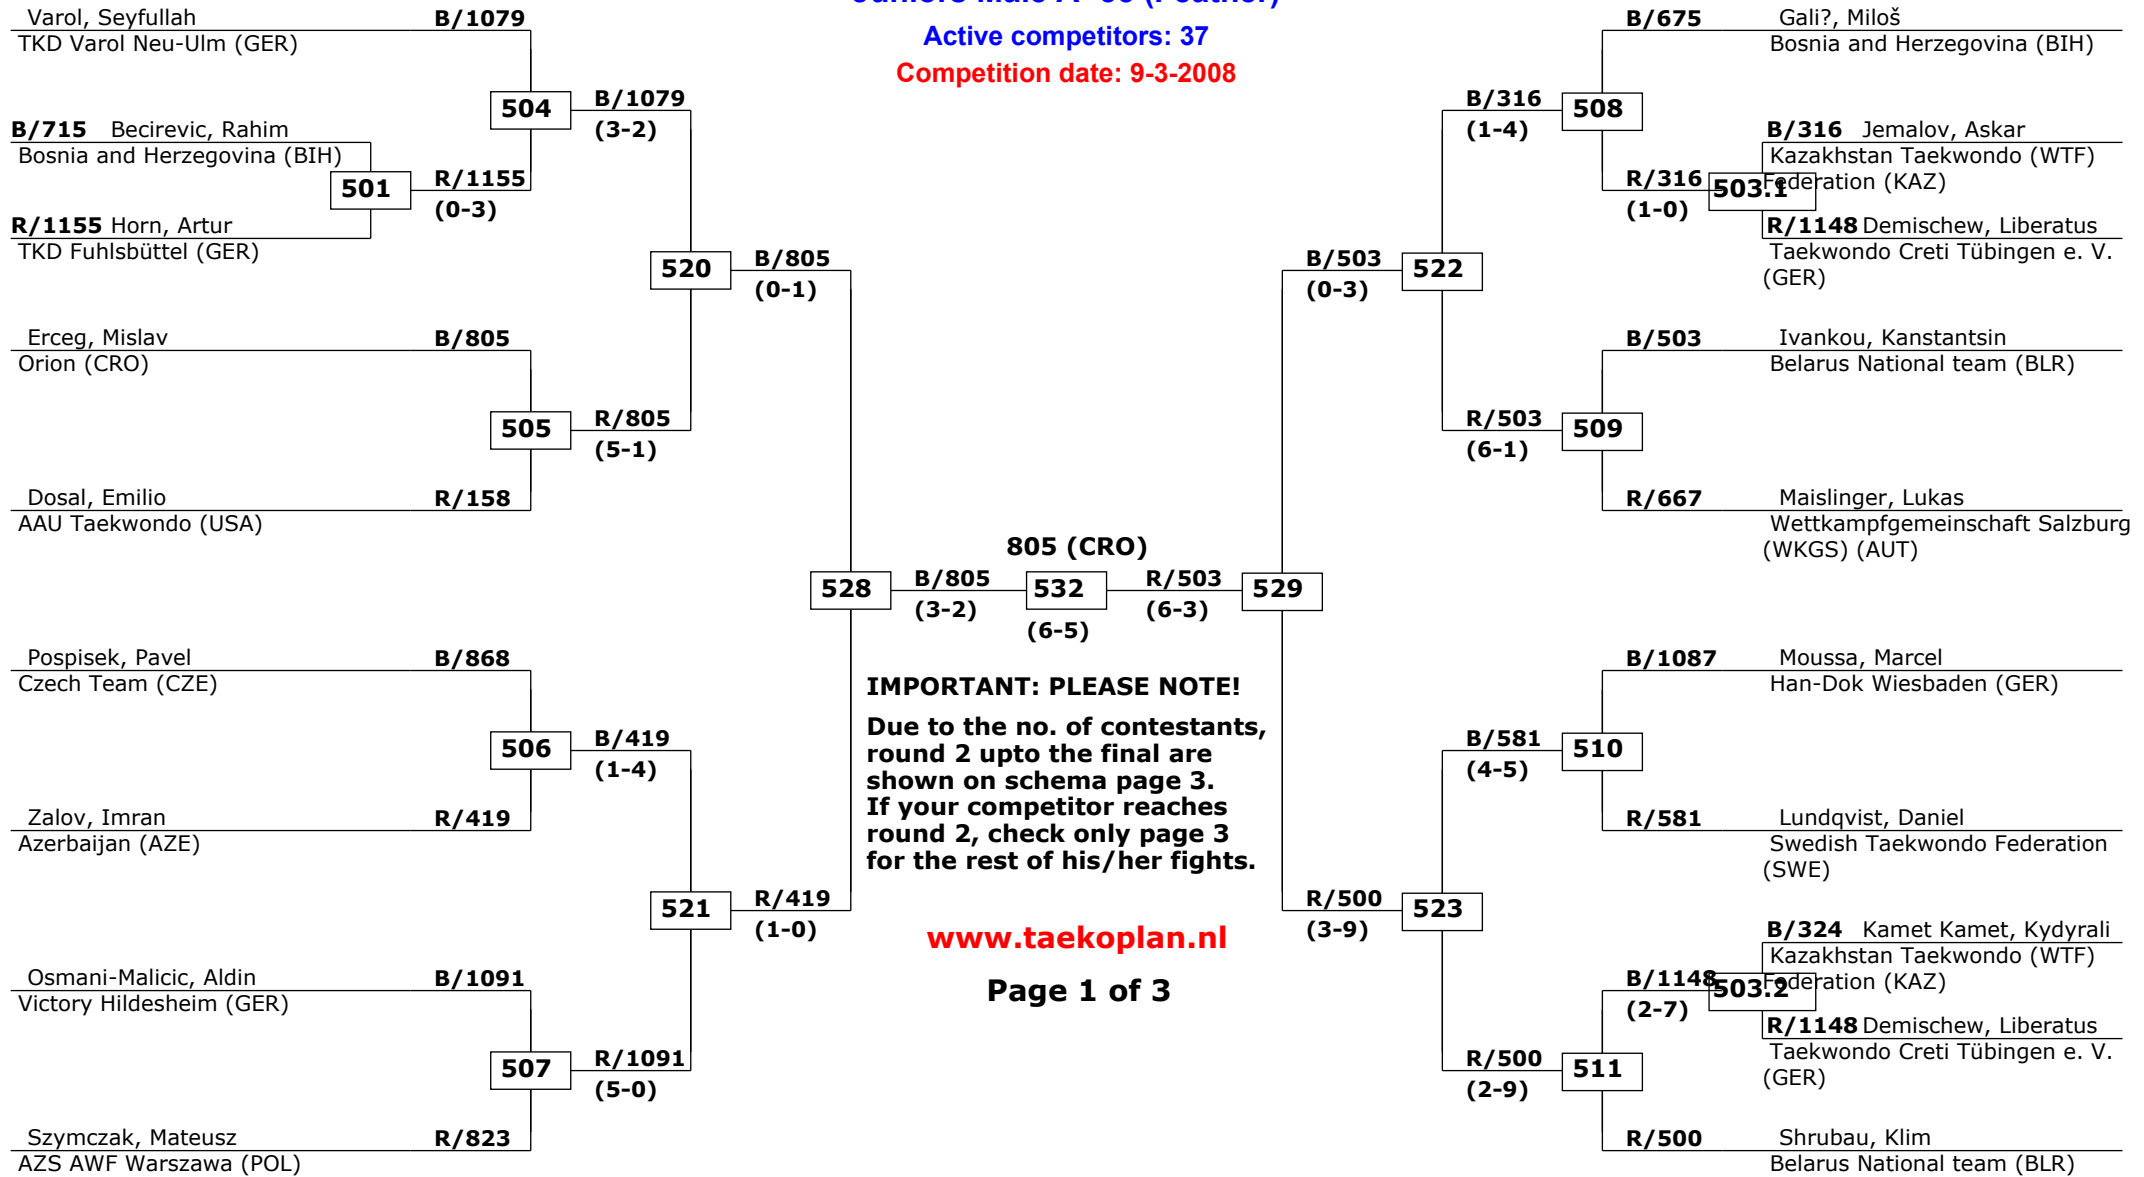 Juniors Male A -63 (Feather)
Active competitors: 37
Competition date: 9-3-2008
Varol, Seyfullah B/1079
TKD Varol Neu-Ulm (GER)
504
B/1079
(3-2)
B/715 Becirevic, Rahim
Bosnia and Herzegovina (BIH)
501
R/1155
(0-3)
R/1155 Horn, Artur
TKD Fuhlsbüttel (GER)
520
B/805
(0-1)
Erceg, Mislav B/805
Orion (CRO)
505
R/805
(5-1)
Dosal, Emilio R/158
AAU Taekwondo (USA)
528
B/805
(3-2)
Pospisek, Pavel B/868
Czech Team (CZE)
506
B/419
(1-4)
Zalov, Imran R/419
Azerbaijan (AZE)
521
R/419
(1-0)
Osmani-Malicic, Aldin B/1091
Victory Hildesheim (GER)
507
R/1091
(5-0)
Szymczak, Mateusz R/823
AZS AWF Warszawa (POL)
805 (CRO)
532
(6-5)
IMPORTANT: PLEASE NOTE!
Due to the no. of contestants,
round 2 upto the final are
shown on schema page 3.
If your competitor reaches
round 2, check only page 3
for the rest of his/her fights.
www.taekoplan.nl
Page 1 of 3
B/675 Gali?, Miloš
Bosnia and Herzegovina (BIH)
B/316
(1-4)
508
B/316 Jemalov, Askar
Kazakhstan Taekwondo (WTF)
Federation (KAZ)
R/316
(1-0)
503.1
R/1148 Demischew, Liberatus
Taekwondo Creti Tübingen e. V.
(GER)
B/503
(0-3)
522
B/503 Ivankou, Kanstantsin
Belarus National team (BLR)
R/503
(6-1)
509
R/667 Maislinger, Lukas
Wettkampfgemeinschaft Salzburg
(WKGS) (AUT)
R/503
(6-3)
529
B/1087 Moussa, Marcel
Han-Dok Wiesbaden (GER)
B/581
(4-5)
510
R/581 Lundqvist, Daniel
Swedish Taekwondo Federation
(SWE)
R/500
(3-9)
523
B/324 Kamet Kamet, Kydyrali
Kazakhstan Taekwondo (WTF)
Federation (KAZ)
B/1148
(2-7)
503.2
R/1148 Demischew, Liberatus
Taekwondo Creti Tübingen e. V.
(GER)
R/500
(2-9)
511
R/500 Shrubau, Klim
Belarus National team (BLR)